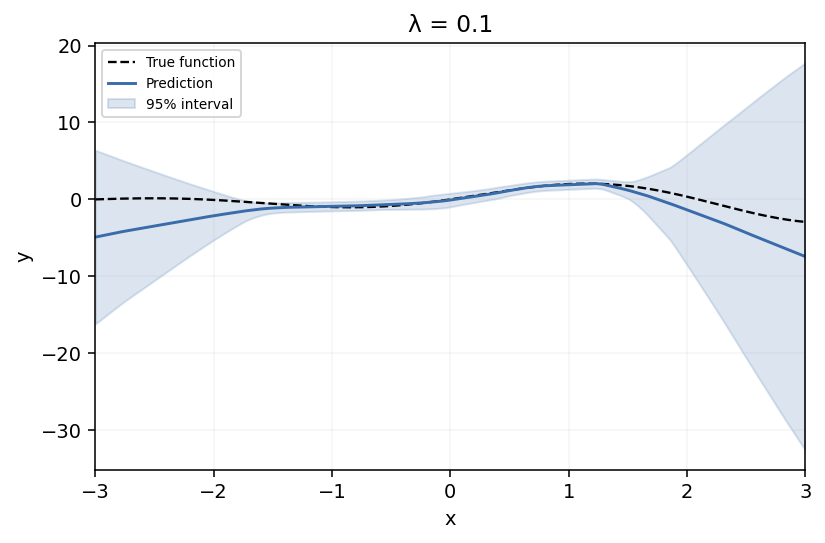 λ = 0.1
True function
Prediction
95% interval
20
10
0
−10
−20
−30
y
−3
−2
−1
0
1
2
3
x